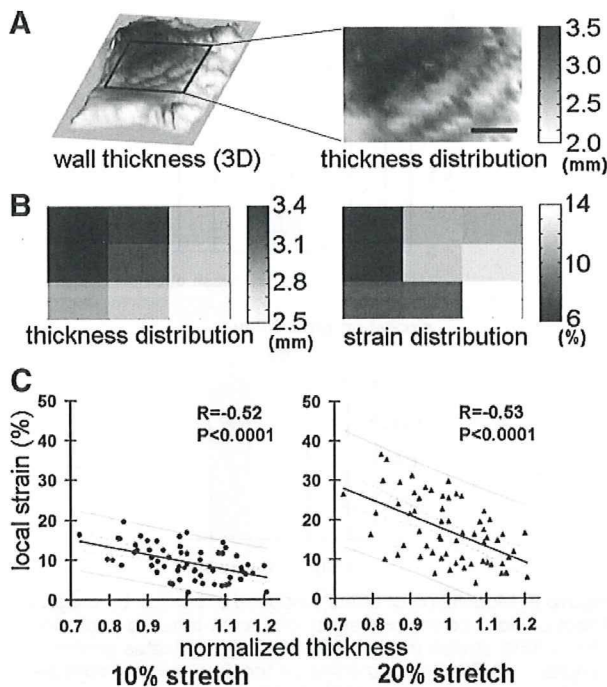 A
3.5
3.0
2.5
2.0
(mm)
wall thickness (3D)
thickness distribution
B
3.4
3.1
2.8
2.5
(mm)
thickness distribution
14
10
6
(%)
strain distribution
C
local strain (%)
50
40
30
20
10
0
R=-0.52
P<0.0001
0.7 0.8 0.9 1 1.1 1.2
50
40
30
20
10
0
R=-0.53
P<0.0001
0.7 0.8 0.9 1 1.1 1.2
normalized thickness
10% stretch
20% stretch